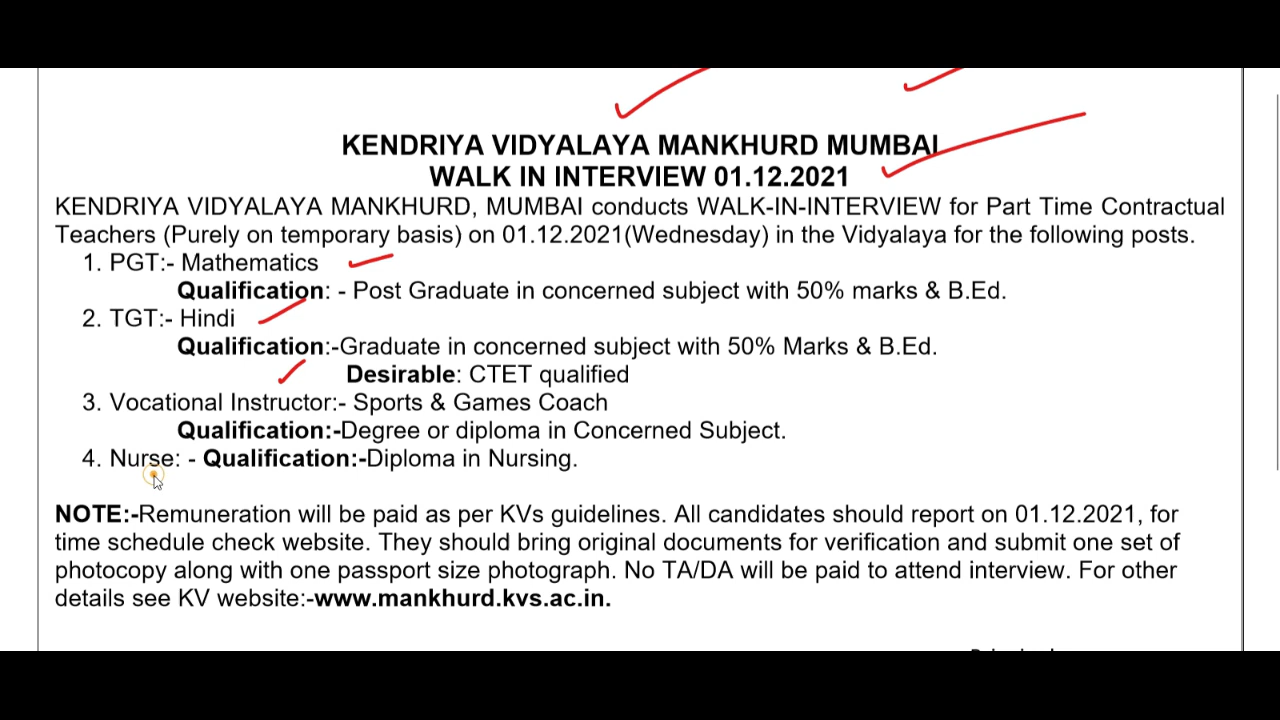 KENDRIYA VIDYALAYA MANKHURD MUMBAI
WALK IN INTERVIEW 01.12.2021
KENDRIYA VIDYALAYA MANKHURD, MUMBAI conducts WALK-IN-INTERVIEW for Part Time Contractual
Teachers (Purely on temporary basis) on 01.12.2021(Wednesday) in the Vidyalaya for the following posts.
1. PGT:- Mathematics
Qualification: - Post Graduate in concerned subject with 50% marks & B.Ed.
2. TGT:- Hindi
Qualification:-Graduate in concerned subject with 50% Marks & B.Ed.
Desirable: CTET qualified
3. Vocational Instructor:- Sports & Games Coach
Qualification:-Degree or diploma in Concerned Subject.
4. Nurse: - Qualification:-Diploma in Nursing.
NOTE:-Remuneration will be paid as per KVs guidelines. All candidates should report on 01.12.2021, for
time schedule check website. They should bring original documents for verification and submit one set of
photocopy along with one passport size photograph. No TA/DA will be paid to attend interview. For other
details see KV website:-www.mankhurd.kvs.ac.in.